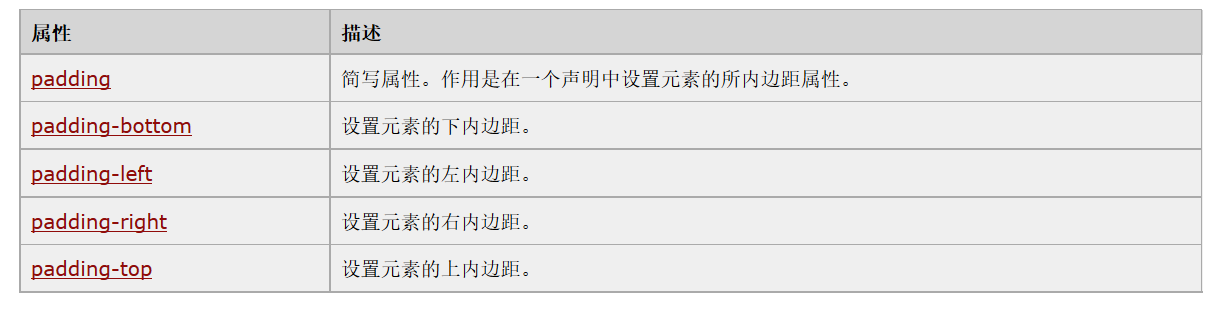 属性 描述
padding 简写属性。作用是在一个声明中设置元素的所内边距属性。
padding-bottom 设置元素的下内边距。
padding-left 设置元素的左内边距。
padding-right 设置元素的右内边距。
padding-top 设置元素的上内边距。